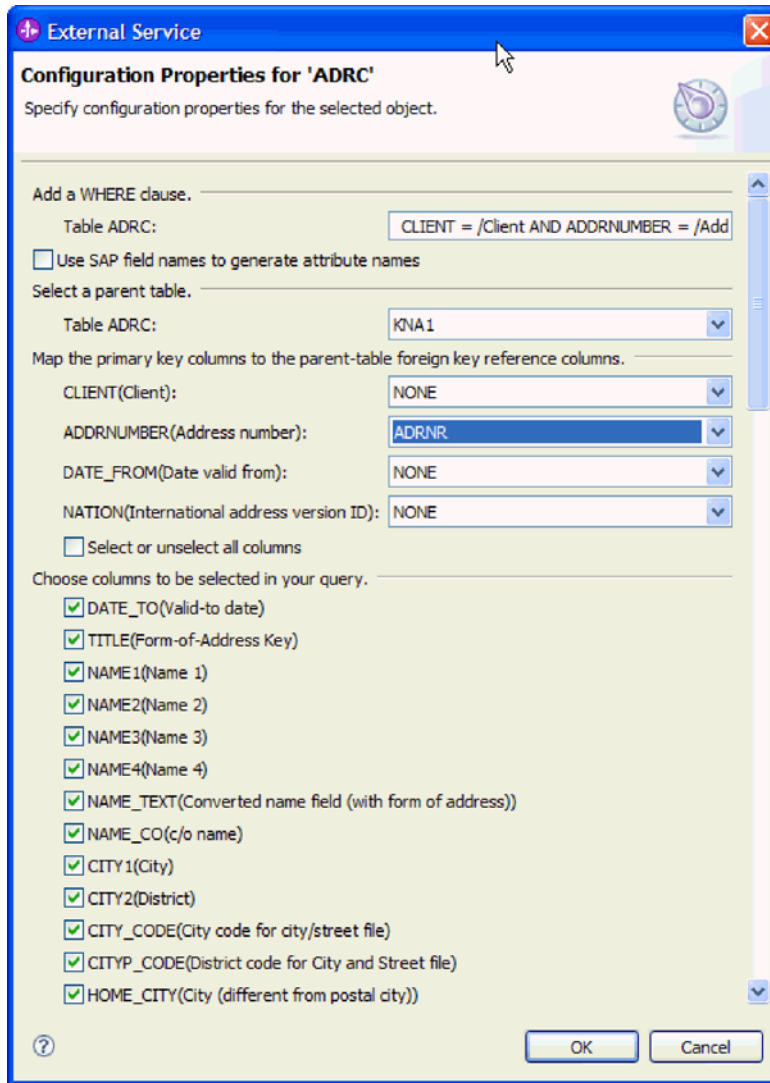 External Service
Configuration Properties for 'ADRC'
Specify configuration properties for the selected object.
Add a WHERE clause.
Table ADRC: CLIENT = /Client AND ADDRNUMBER = /Add
Use SAP field names to generate attribute names
Select a parent table.
Table ADRC: KNA1
Map the primary key columns to the parent-table foreign key reference columns.
CLIENT(Client): NONE
ADDRNUMBER(Address number): ADRNR
DATE_FROM(Date valid from): NONE
NATION(International address version ID): NONE
Select or unselect all columns
Choose columns to be selected in your query.
DATE_TO(Valid-to date)
TITLE(Form-of-Address Key)
NAME1(Name 1)
NAME2(Name 2)
NAME3(Name 3)
NAME4(Name 4)
NAME_TEXT(Converted name field (with form of address))
NAME_CO(c/o name)
CITY1(City)
CITY2(District)
CITY_CODE(City code for city/street file)
CITYP_CODE(District code for City and Street file)
HOME_CITY(City (different from postal city))
? OK Cancel